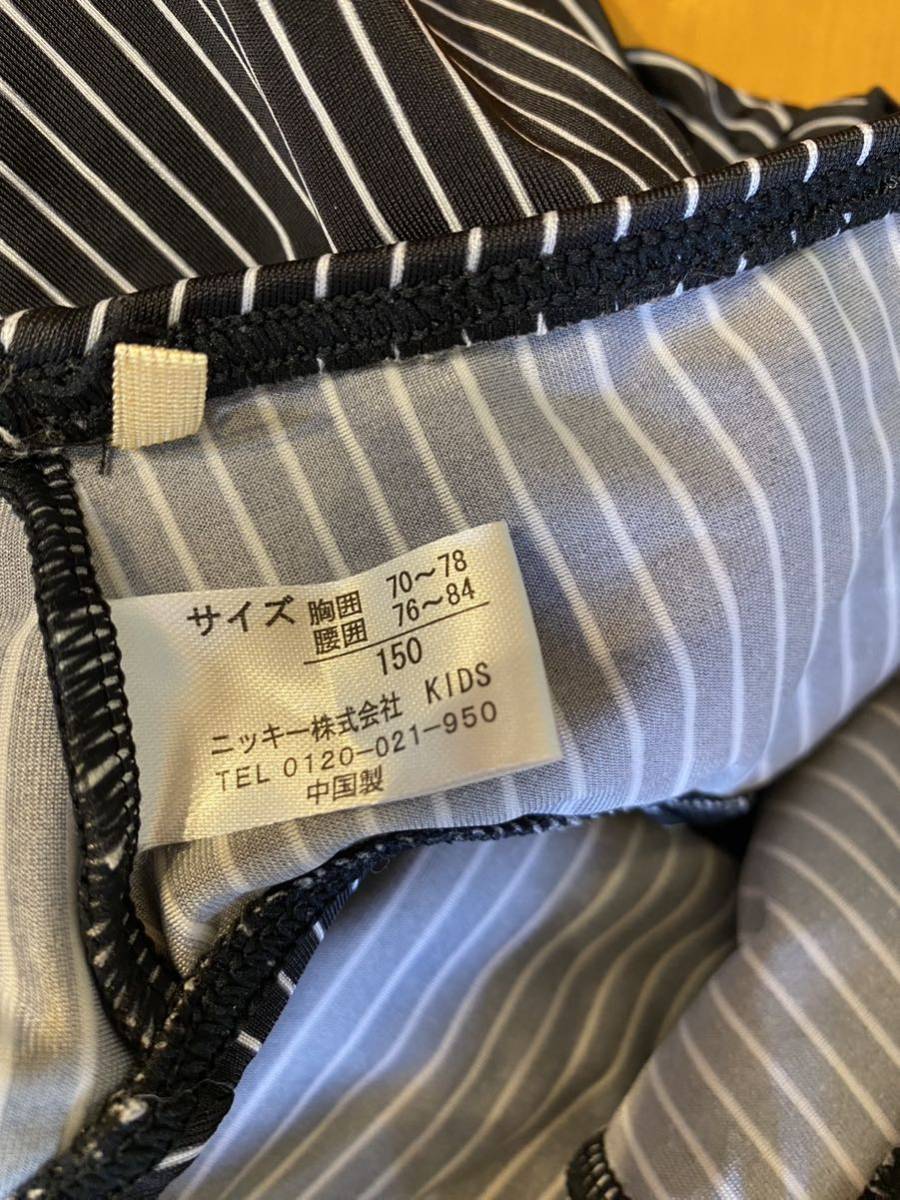 サイズ 胸囲 70～78
腰囲 76～84
150
ニッキー株式会社 KIDS
TEL 0120-021-950
中国製